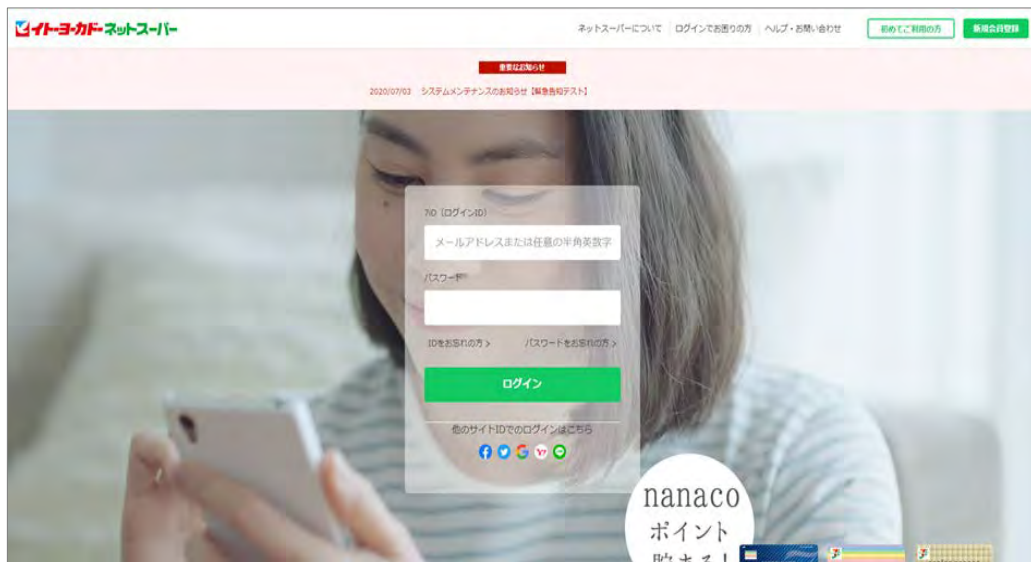 イトーヨーカドー ネットスーパー
ネットスーパーについて ログインでお困りの方 ヘルプ・お問い合わせ 初めてご利用の方 新規会員登録
重要なお知らせ
2020/07/03 システムメンテナンスのお知らせ【緊急告知テスト】
7iD（ログインID）
メールアドレスまたは任意の半角英数字
パスワード
IDをお忘れの方 > パスワードをお忘れの方 >
ログイン
他のサイトIDでのログインはこちら
nanaco
ポイント
貯まる！